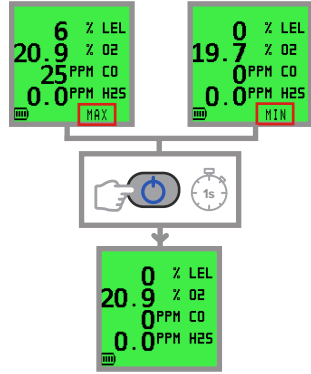 6 % LEL
20.9 % O2
25 PPM CO
0.0 PPM H2S
MAX
0 % LEL
19.7 % O2
0 PPM CO
0.0 PPM H2S
MIN
1s
0 % LEL
20.9 % O2
0 PPM CO
0.0 PPM H2S